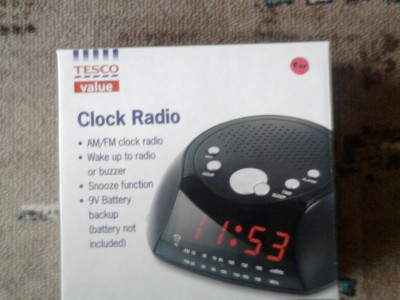 TESCO
value
Clock Radio
• AM/FM clock radio
• Wake up to radio
or buzzer
• Snooze function
• 9V Battery
backup
(battery not
included)
11:53